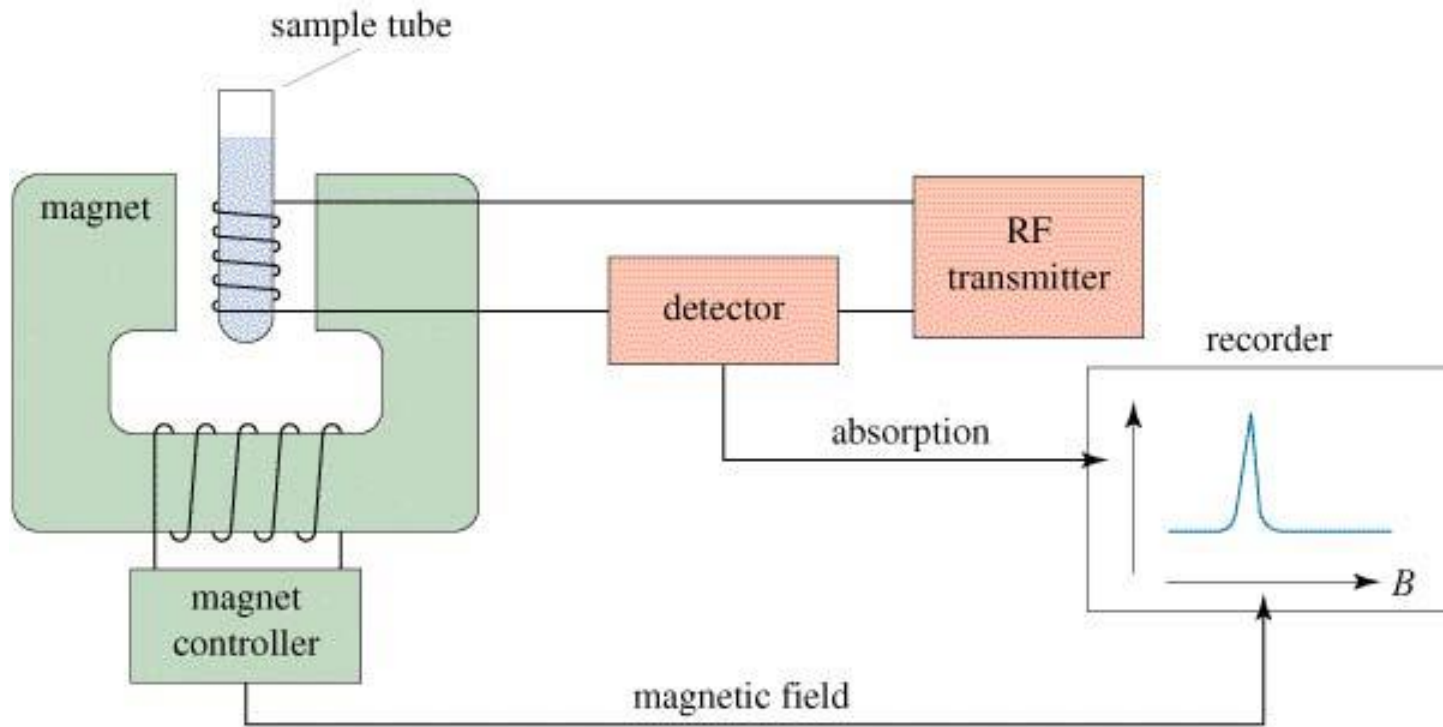 sample tube
magnet
RF
transmitter
detector
recorder
absorption
B
magnet
controller
magnetic field